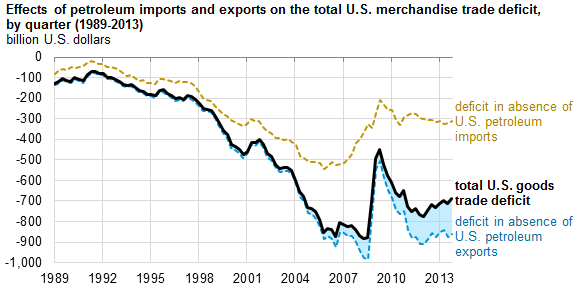 Effects of petroleum imports and exports on the total U.S. merchandise trade deficit,
by quarter (1989-2013)
billion U.S. dollars
0
-100
-200
-300
-400
-500
-600
-700
-800
-900
-1,000
1989 1992 1995 1998 2001 2004 2007 2010 2013
deficit in absence of
U.S. petroleum
imports
total U.S. goods
trade deficit
deficit in absence of
U.S. petroleum
exports